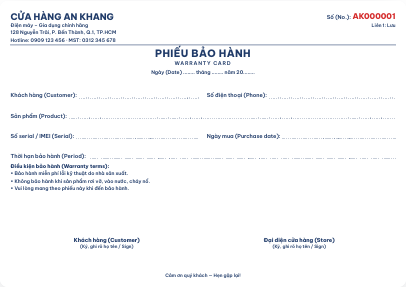 CỬA HÀNG AN KHANG
Điện máy – Gia dụng chính hãng
128 Nguyễn Trãi, P. Bến Thành, Q.1, TP.HCM
Hotline: 0909 123 456 · MST: 0312 345 678
Số (No.): AK000001
Liên 1: Lưu
PHIẾU BẢO HÀNH
WARRANTY CARD
Ngày (Date)........ tháng ........ năm 20........
Khách hàng (Customer):
Số điện thoại (Phone):
Sản phẩm (Product):
Số serial / IMEI (Serial):
Ngày mua (Purchase date):
Thời hạn bảo hành (Period):
Điều kiện bảo hành (Warranty terms):
• Bảo hành miễn phí lỗi kỹ thuật do nhà sản xuất.
• Không bảo hành khi sản phẩm rơi vỡ, vào nước, cháy nổ.
• Vui lòng mang theo phiếu này khi đến bảo hành.
Khách hàng (Customer)
(Ký, ghi rõ họ tên / Sign)
Đại diện cửa hàng (Store)
(Ký, ghi rõ họ tên / Sign)
Cảm ơn quý khách — Hẹn gặp lại!